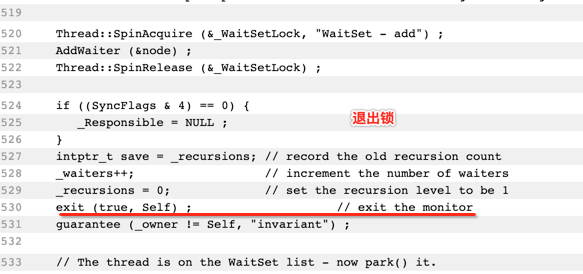 519
520 Thread::SpinAcquire (&_WaitSetLock, "WaitSet - add") ;
521 AddWaiter (&node) ;
522 Thread::SpinRelease (&_WaitSetLock) ;
523
524 if ((SyncFlags & 4) == 0) {
525 _Responsible = NULL ; 退出锁
526 }
527 intptr_t save = _recursions; // record the old recursion count
528 _waiters++; // increment the number of waiters
529 _recursions = 0; // set the recursion level to be 1
530 exit (true, Self) ; // exit the monitor
531 guarantee (_owner != Self, "invariant") ;
532
533 // The thread is on the WaitSet list - now park() it.